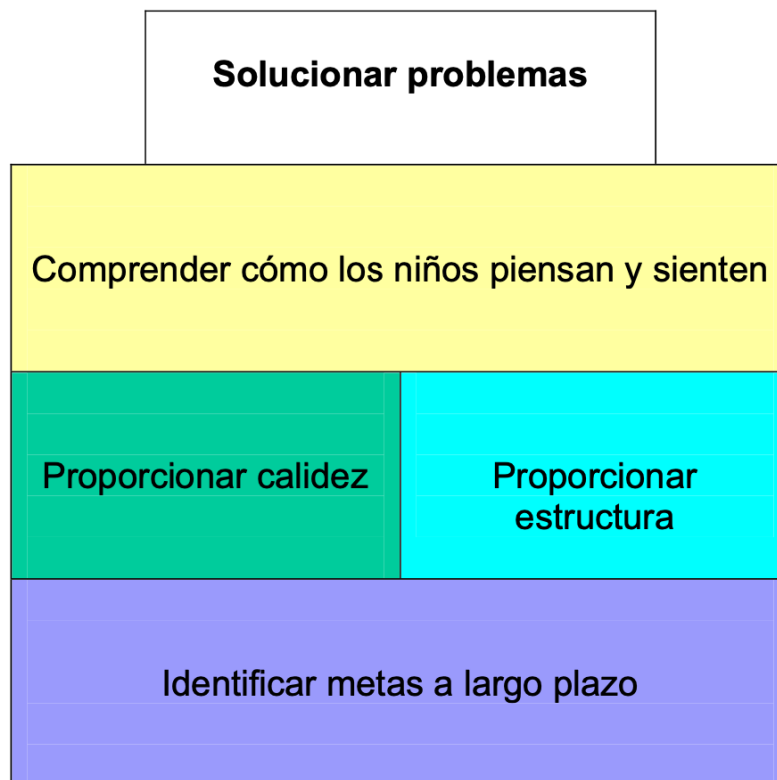 Solucionar problemas
Comprender cómo los niños piensan y sienten
Proporcionar calidez
Proporcionar
estructura
Identificar metas a largo plazo